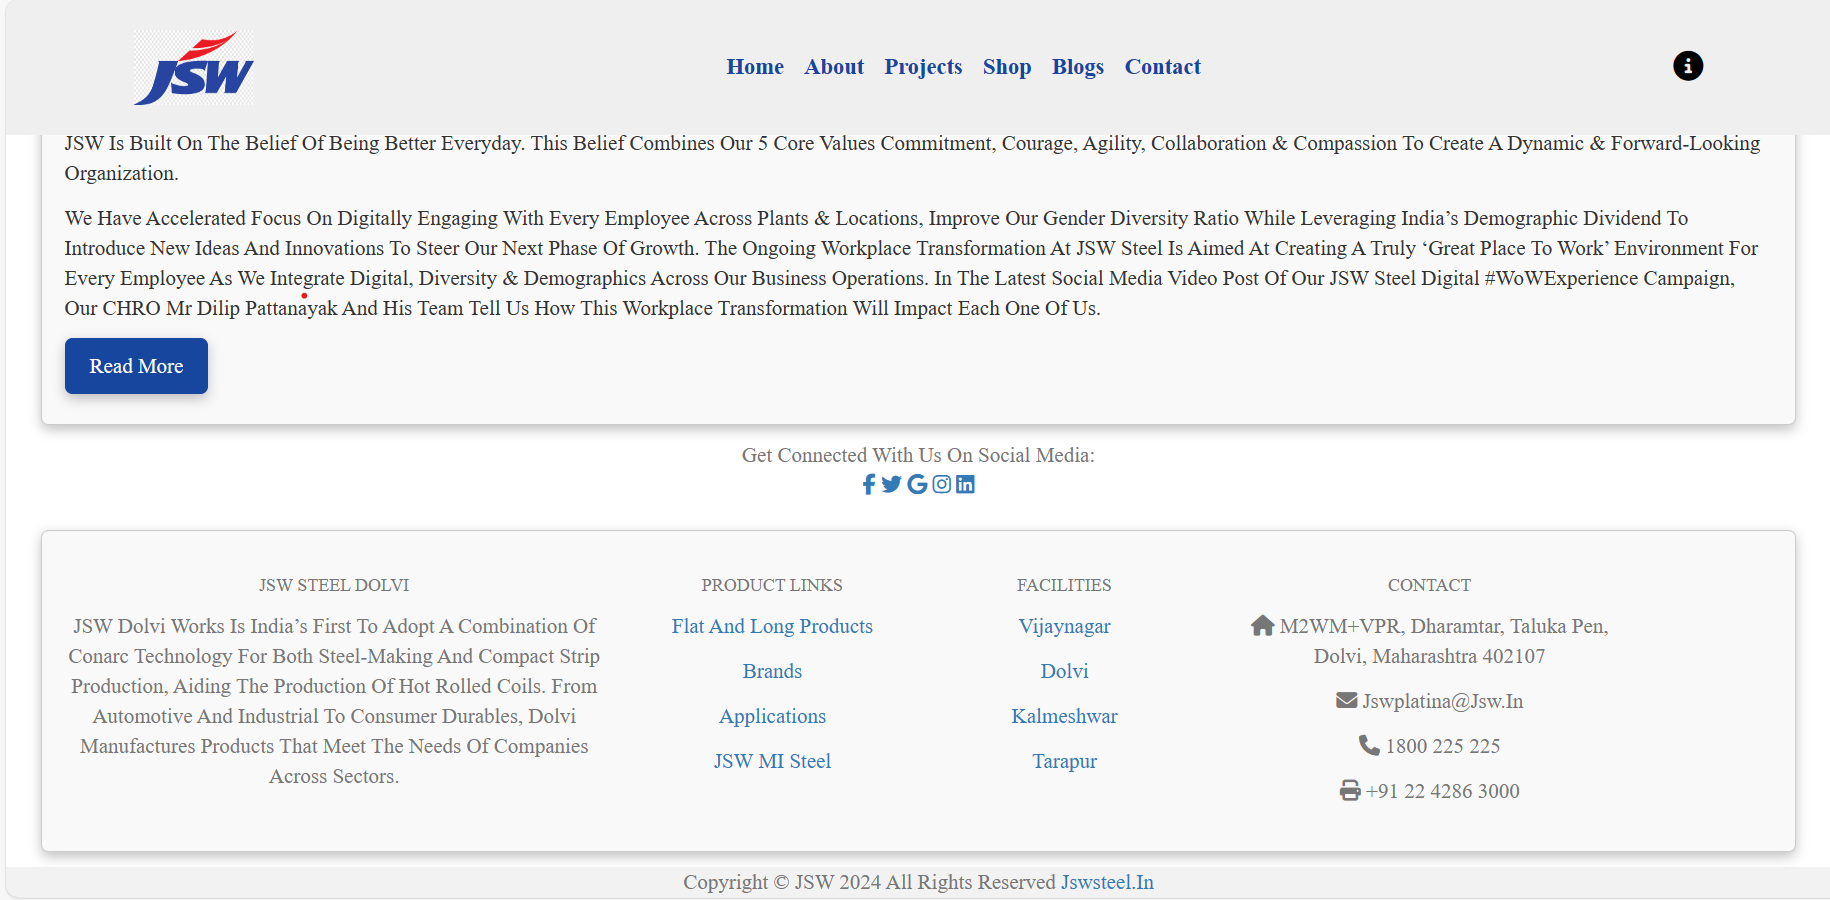 JSW
Home About Projects Shop Blogs Contact
JSW Is Built On The Belief Of Being Better Everyday. This Belief Combines Our 5 Core Values Commitment, Courage, Agility, Collaboration & Compassion To Create A Dynamic & Forward-Looking
Organization.
We Have Accelerated Focus On Digitally Engaging With Every Employee Across Plants & Locations, Improve Our Gender Diversity Ratio While Leveraging India’s Demographic Dividend To
Introduce New Ideas And Innovations To Steer Our Next Phase Of Growth. The Ongoing Workplace Transformation At JSW Steel Is Aimed At Creating A Truly ‘Great Place To Work’ Environment For
Every Employee As We Integrate Digital, Diversity & Demographics Across Our Business Operations. In The Latest Social Media Video Post Of Our JSW Steel Digital #WoWExperience Campaign,
Our CHRO Mr Dilip Pattanayak And His Team Tell Us How This Workplace Transformation Will Impact Each One Of Us.
Read More
Get Connected With Us On Social Media:
JSW STEEL DOLVI
JSW Dolvi Works Is India’s First To Adopt A Combination Of
Conarc Technology For Both Steel-Making And Compact Strip
Production, Aiding The Production Of Hot Rolled Coils. From
Automotive And Industrial To Consumer Durables, Dolvi
Manufactures Products That Meet The Needs Of Companies
Across Sectors.
PRODUCT LINKS
Flat And Long Products
Brands
Applications
JSW MI Steel
FACILITIES
Vijaynagar
Dolvi
Kalmeshwar
Tarapur
CONTACT
M2WM+VPR, Dharamtar, Taluka Pen,
Dolvi, Maharashtra 402107
Jswplatina@Jsw.In
1800 225 225
+91 22 4286 3000
Copyright © JSW 2024 All Rights Reserved Jswsteel.In